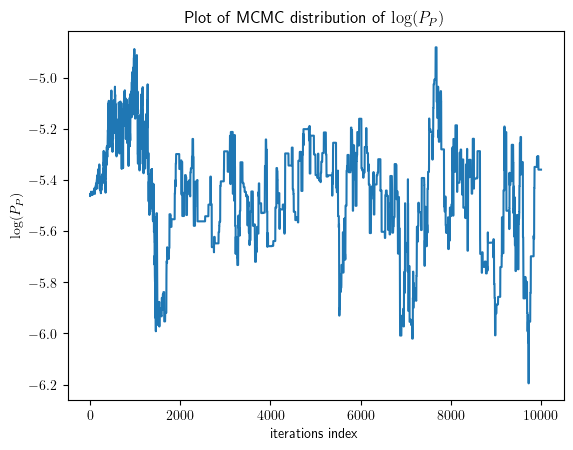 Plot of MCMC distribution of log(P_P)
−5.0
−5.2
−5.4
−5.6
−5.8
−6.0
−6.2
log(P_P)
0 2000 4000 6000 8000 10000
iterations index